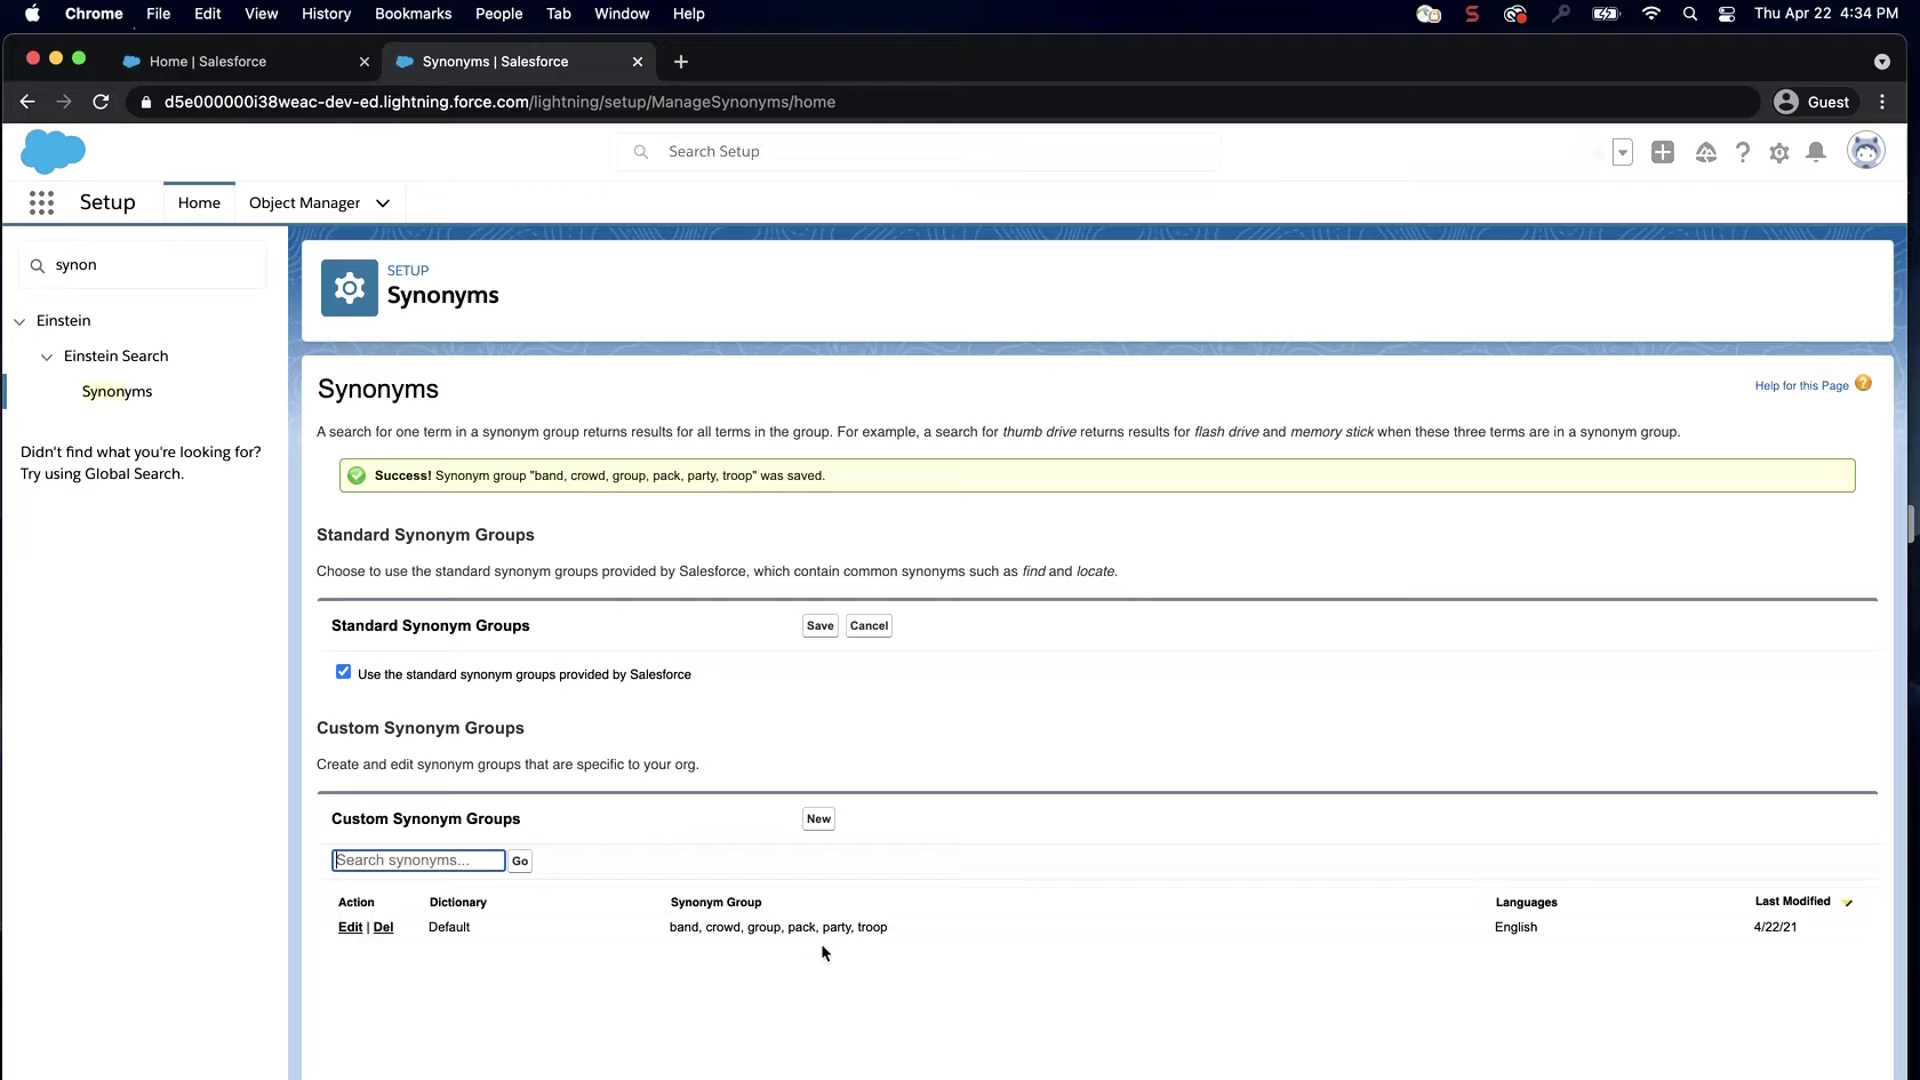 Chrome File Edit View History Bookmarks People Tab Window Help
Thu Apr 22 4:34 PM
Home | Salesforce
Synonyms | Salesforce
d5e000000i38weac-dev-ed.lightning.force.com/lightning/setup/ManageSynonyms/home
Guest
Search Setup
Setup
Home
Object Manager
synon
Einstein
Einstein Search
Synonyms
Didn't find what you're looking for?
Try using Global Search.
SETUP
Synonyms
Synonyms
Help for this Page ?
A search for one term in a synonym group returns results for all terms in the group. For example, a search for thumb drive returns results for flash drive and memory stick when these three terms are in a synonym group.
Success! Synonym group "band, crowd, group, pack, party, troop" was saved.
Standard Synonym Groups
Choose to use the standard synonym groups provided by Salesforce, which contain common synonyms such as find and locate.
Standard Synonym Groups
Save Cancel
Use the standard synonym groups provided by Salesforce
Custom Synonym Groups
Create and edit synonym groups that are specific to your org.
Custom Synonym Groups
New
Search synonyms...
Go
Action Dictionary Synonym Group Languages Last Modified
Edit | Del Default band, crowd, group, pack, party, troop English 4/22/21